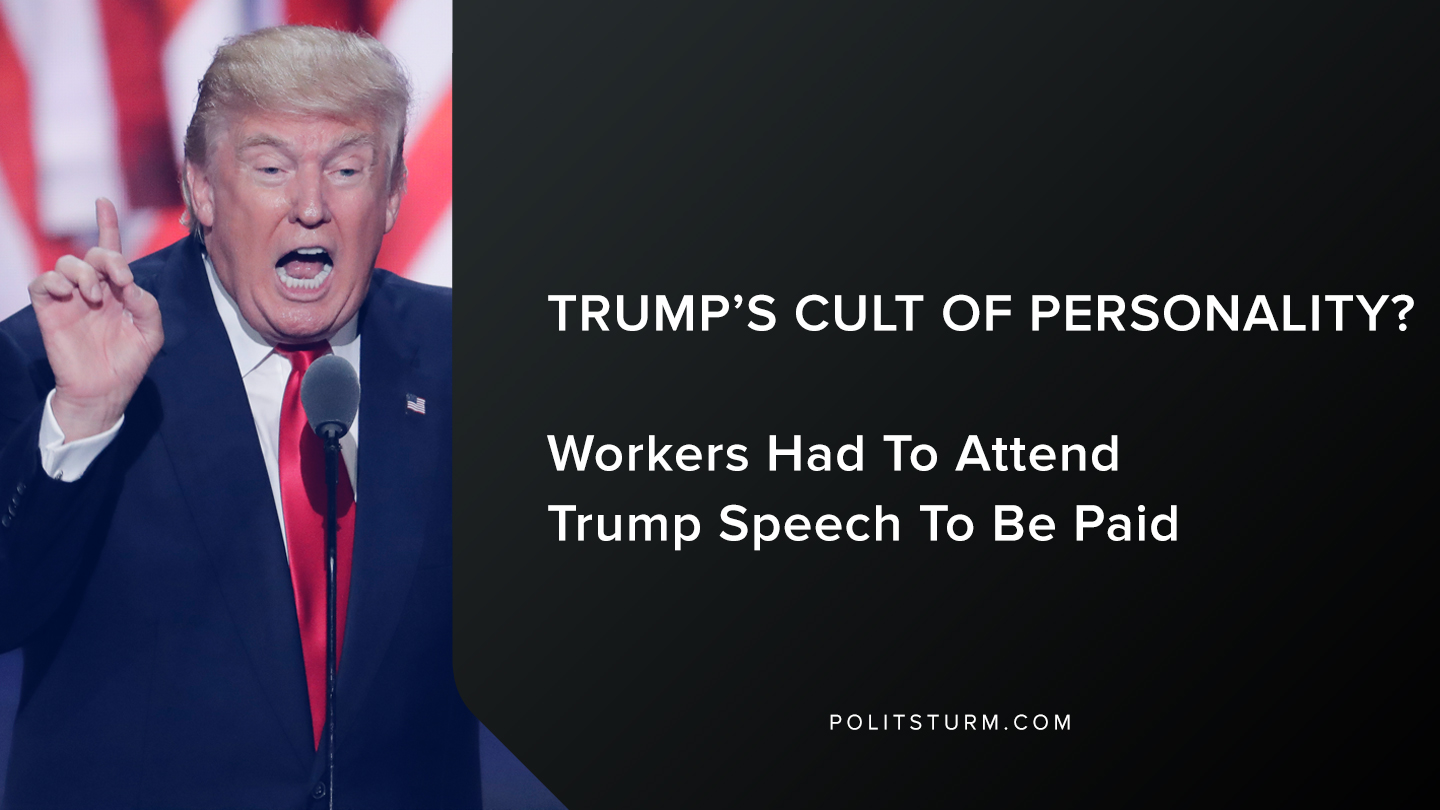 TRUMP’S CULT OF PERSONALITY?
Workers Had To Attend
Trump Speech To Be Paid
POLITSTURM.COM